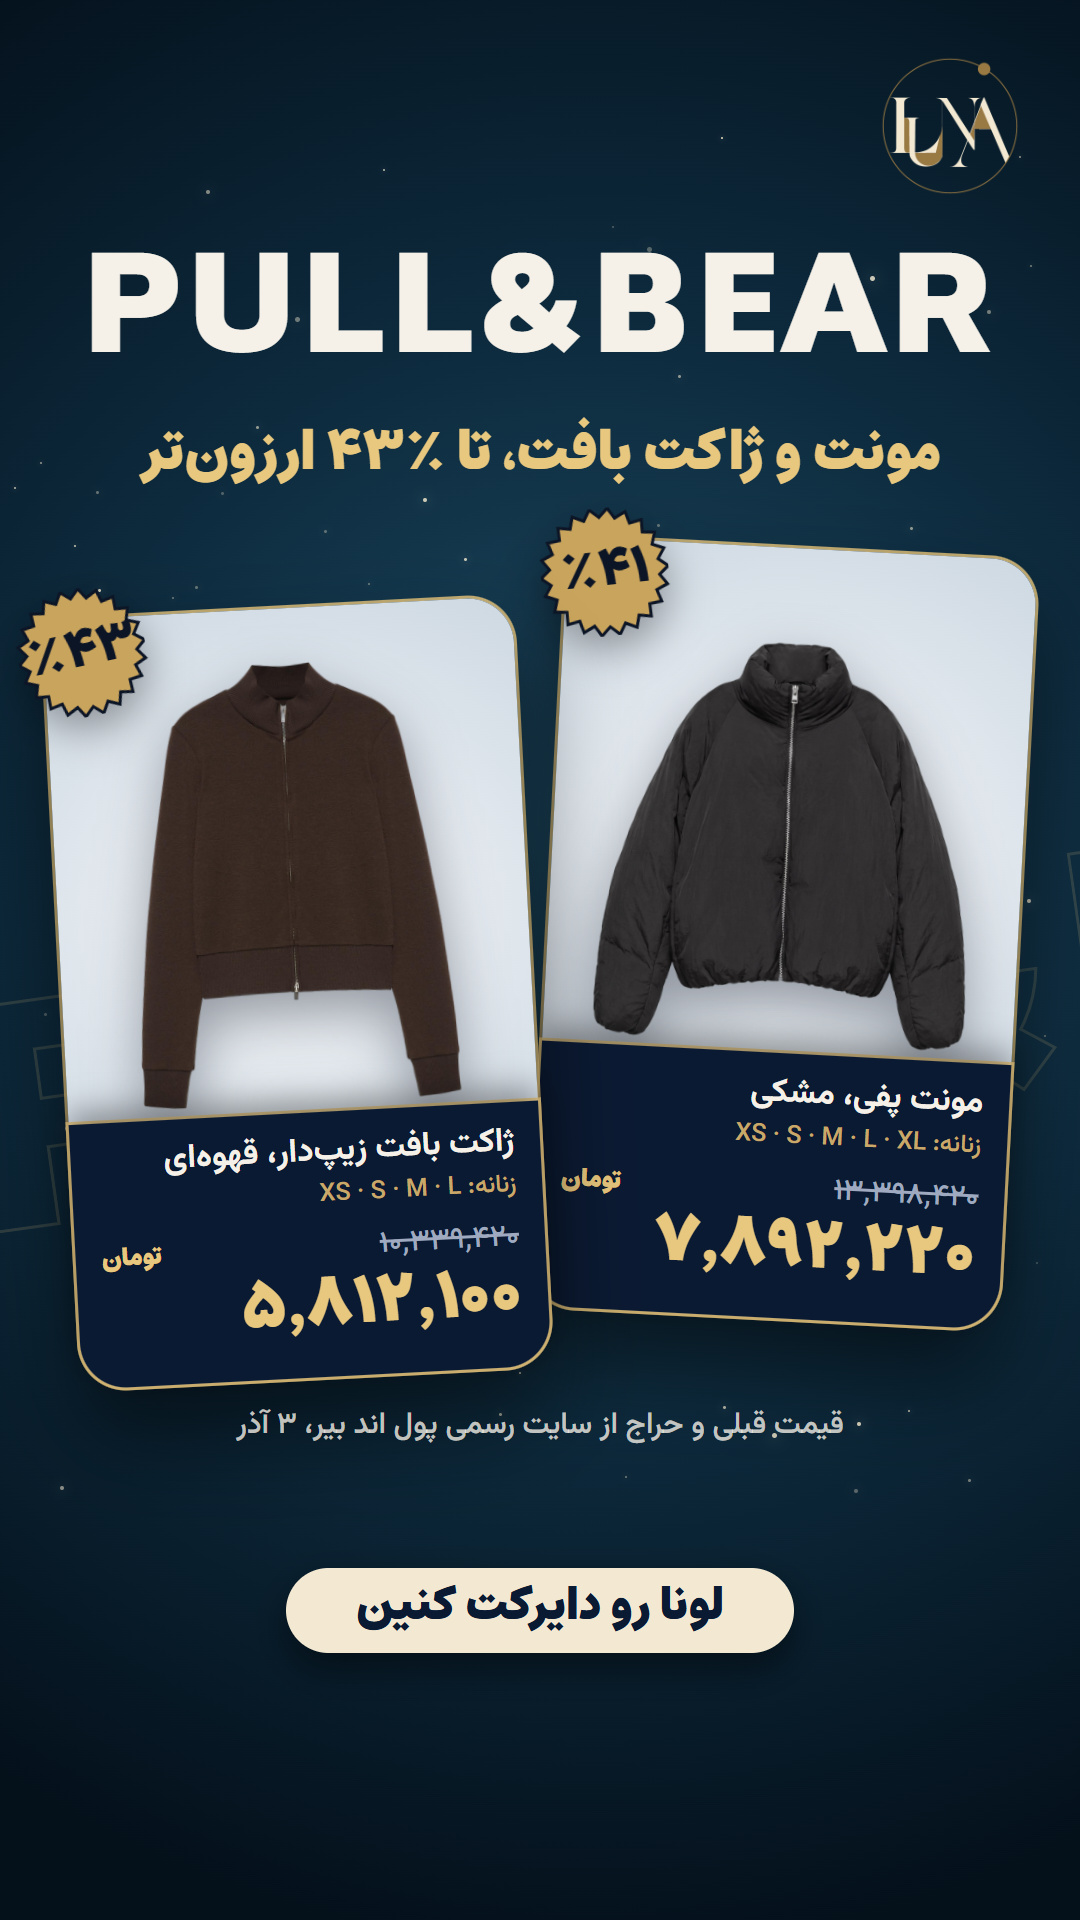 LUNA
PULL&BEAR
مونت و ژاکت بافت، تا ٪۴۳ ارزون‌تر
٪۴۱
مونت پفی، مشکی
زنانه: XS · S · M · L · XL
۱۳,۳۹۸,۴۲۰
۷,۸۹۲,۲۲۰
تومان
٪۴۳
ژاکت بافت زیپ‌دار، قهوه‌ای
زنانه: XS · S · M · L
۱۰,۳۳۹,۴۲۰
۵,۸۱۲,۱۰۰
تومان
· قیمت قبلی و حراج از سایت رسمی پول اند بیر، ۳ آذر
لونا رو دایرکت کنین